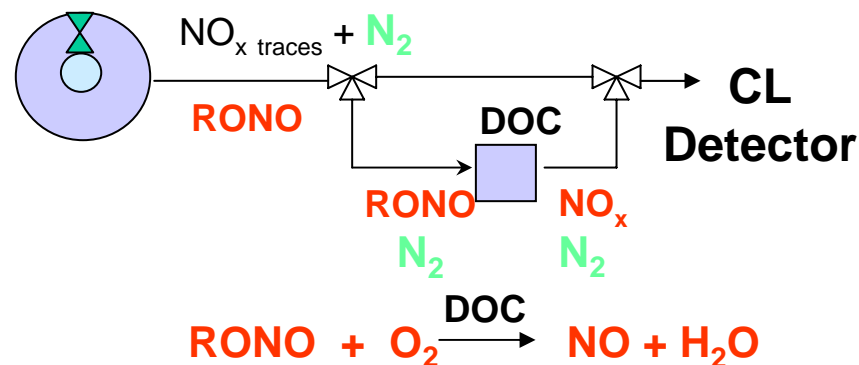 NOx traces + N2
RONO
DOC
CL
Detector
RONO NOx
N2 N2
DOC
RONO + O2 NO + H2O